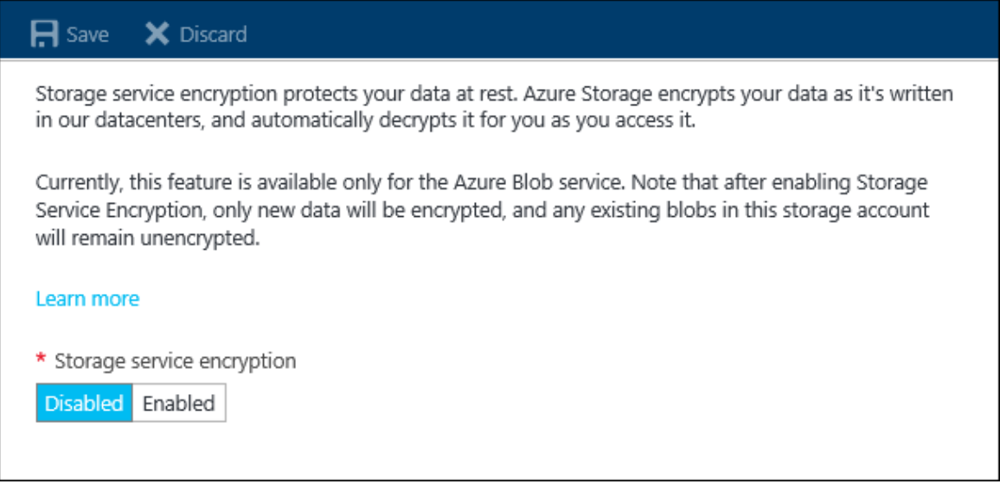 Save Discard
Storage service encryption protects your data at rest. Azure Storage encrypts your data as it's written
in our datacenters, and automatically decrypts it for you as you access it.
Currently, this feature is available only for the Azure Blob service. Note that after enabling Storage
Service Encryption, only new data will be encrypted, and any existing blobs in this storage account
will remain unencrypted.
Learn more
* Storage service encryption
Disabled Enabled